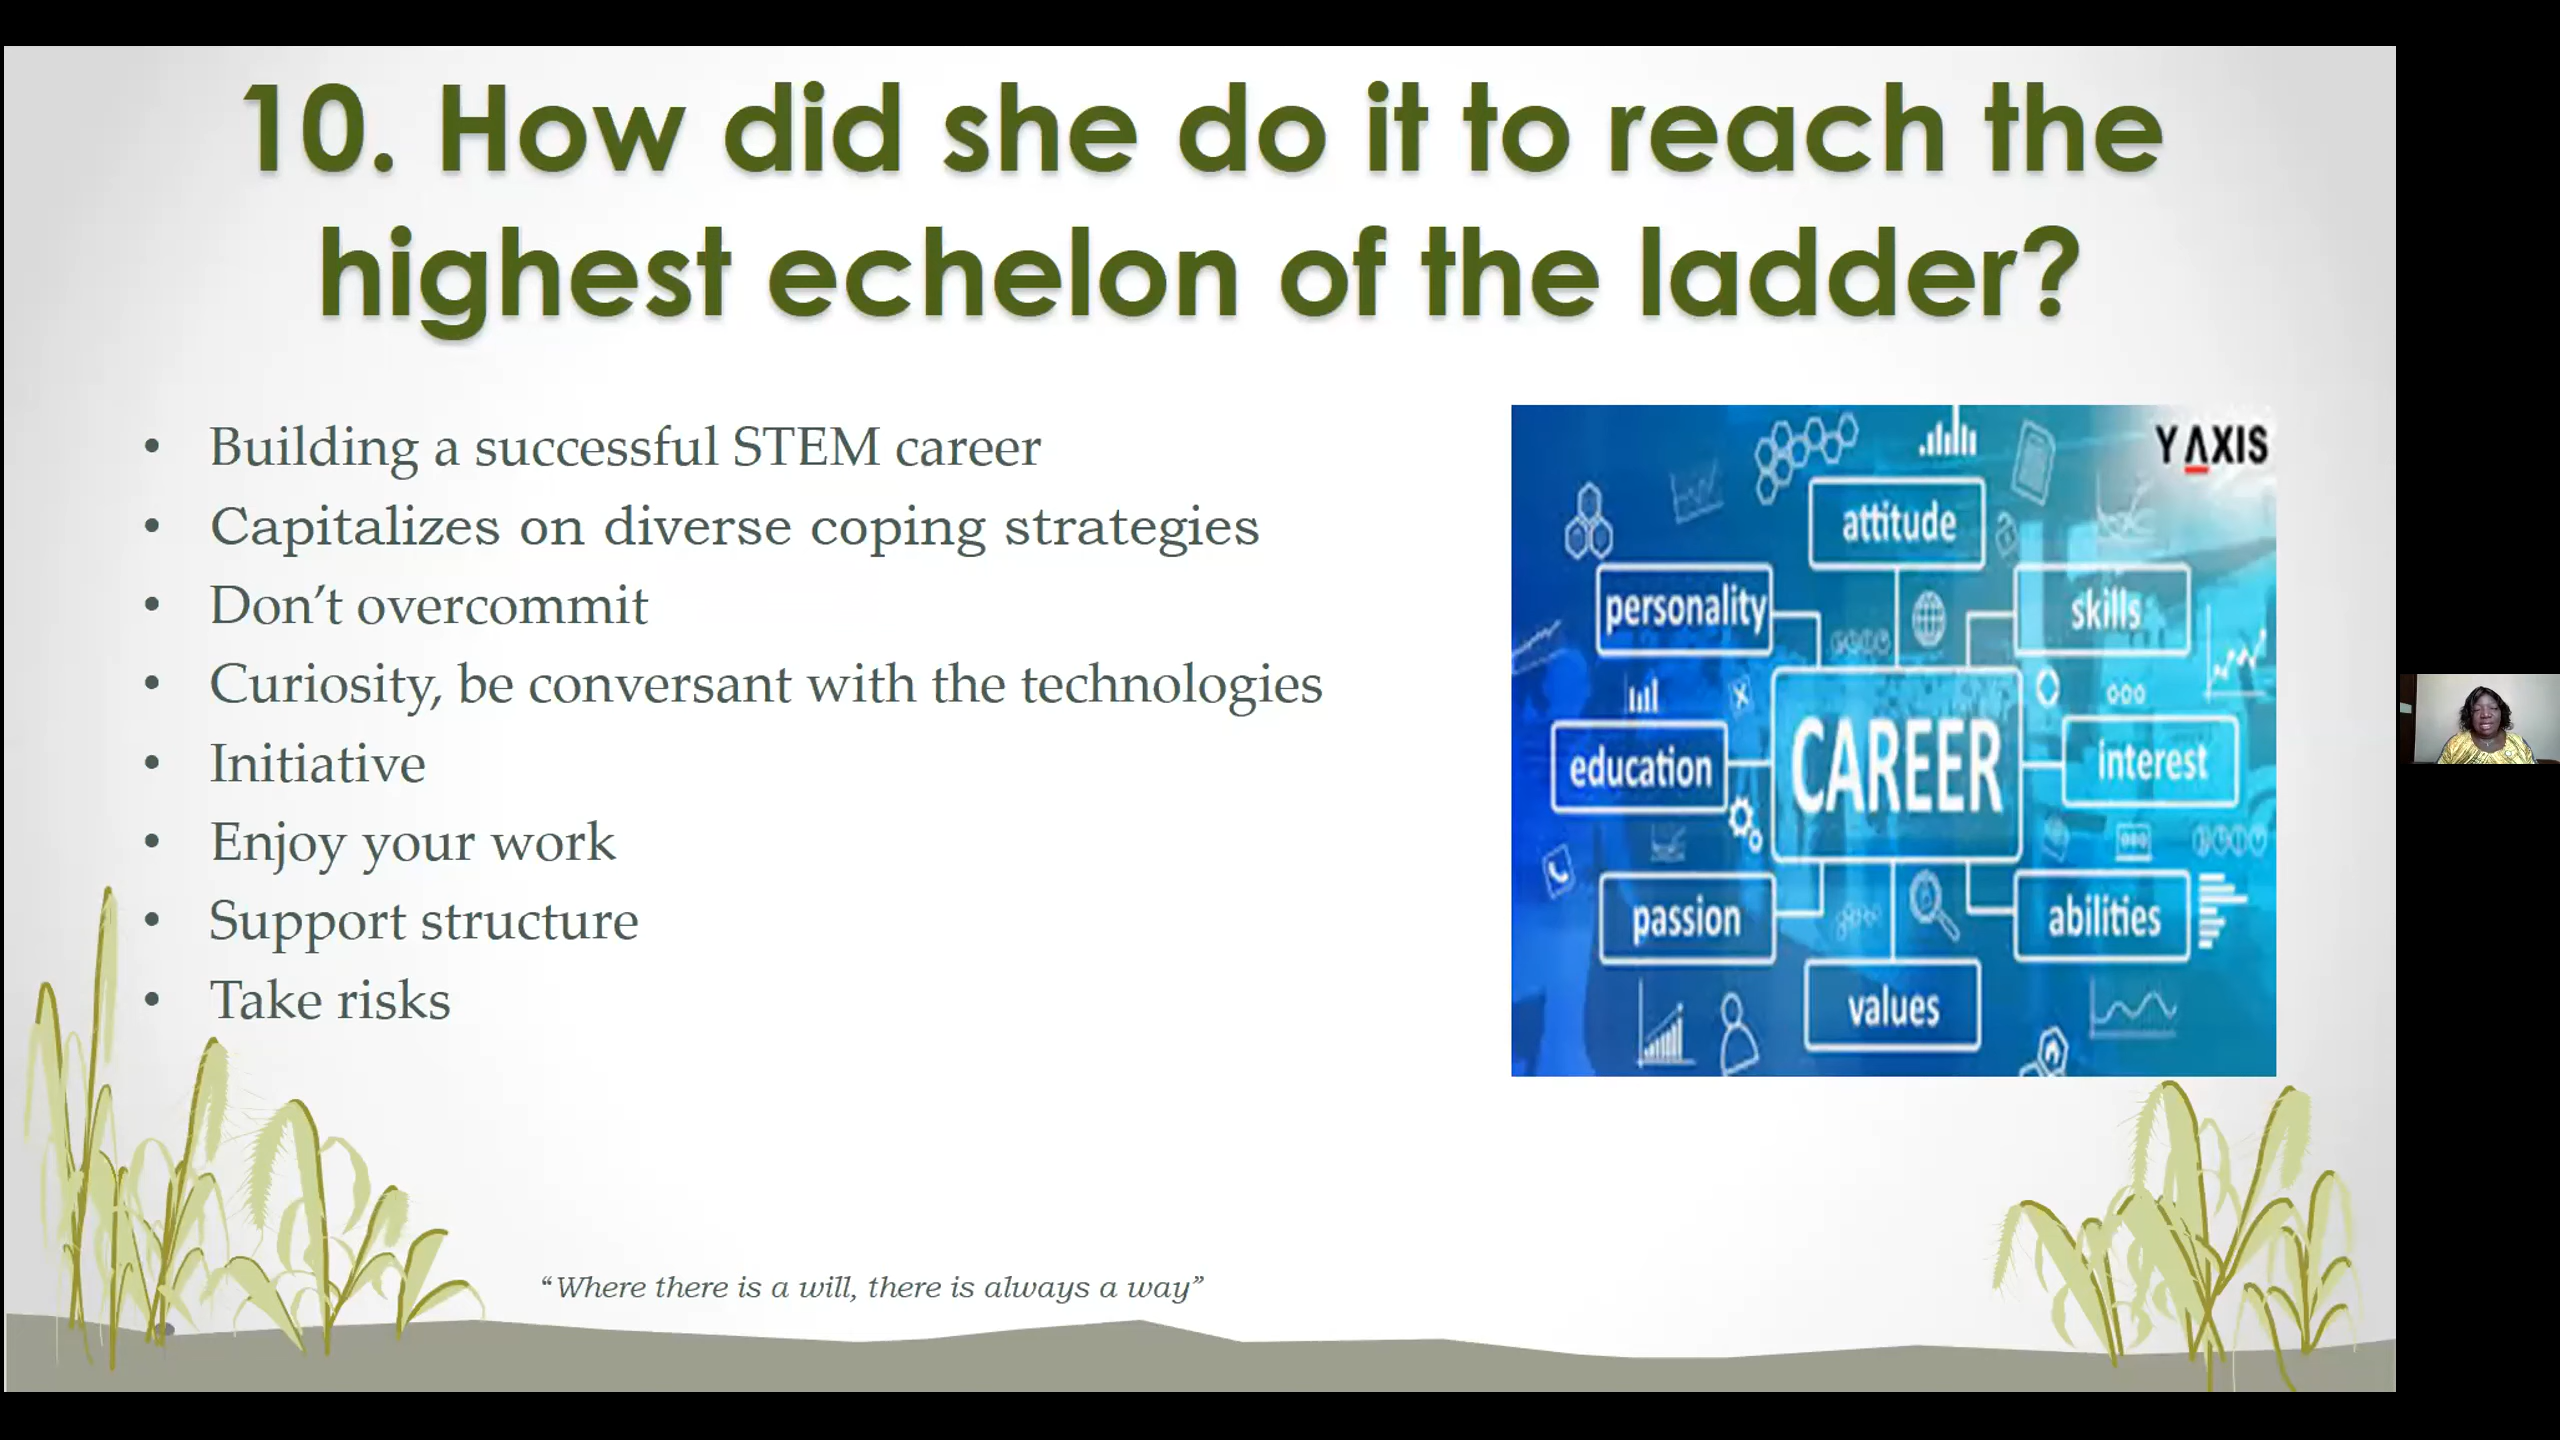 10. How did she do it to reach the
highest echelon of the ladder?
• Building a successful STEM career
• Capitalizes on diverse coping strategies
• Don’t overcommit
• Curiosity, be conversant with the technologies
• Initiative
• Enjoy your work
• Support structure
• Take risks
Y AXIS
attitude
personality
skills
education
CAREER
interest
passion
abilities
values
“Where there is a will, there is always a way”